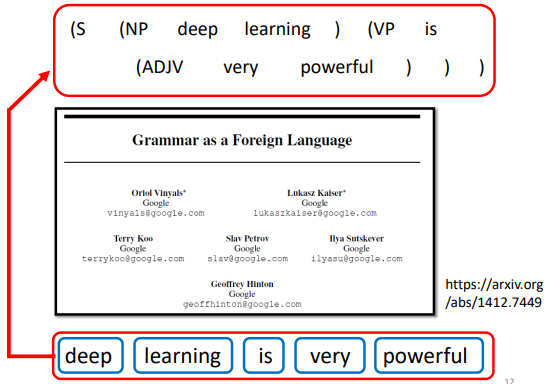 (S (NP deep learning ) (VP is
(ADJV very powerful ) ) )
Grammar as a Foreign Language
Oriol Vinyals* Lukasz Kaiser*
Google Google
vinyals@google.com lukaszkaiser@google.com
Terry Koo Slav Petrov Ilya Sutskever
Google Google Google
terrykoo@google.com slav@google.com ilyasu@google.com
Geoffrey Hinton
Google
geoffhinton@google.com
https://arxiv.org
/abs/1412.7449
deep learning is very powerful
12